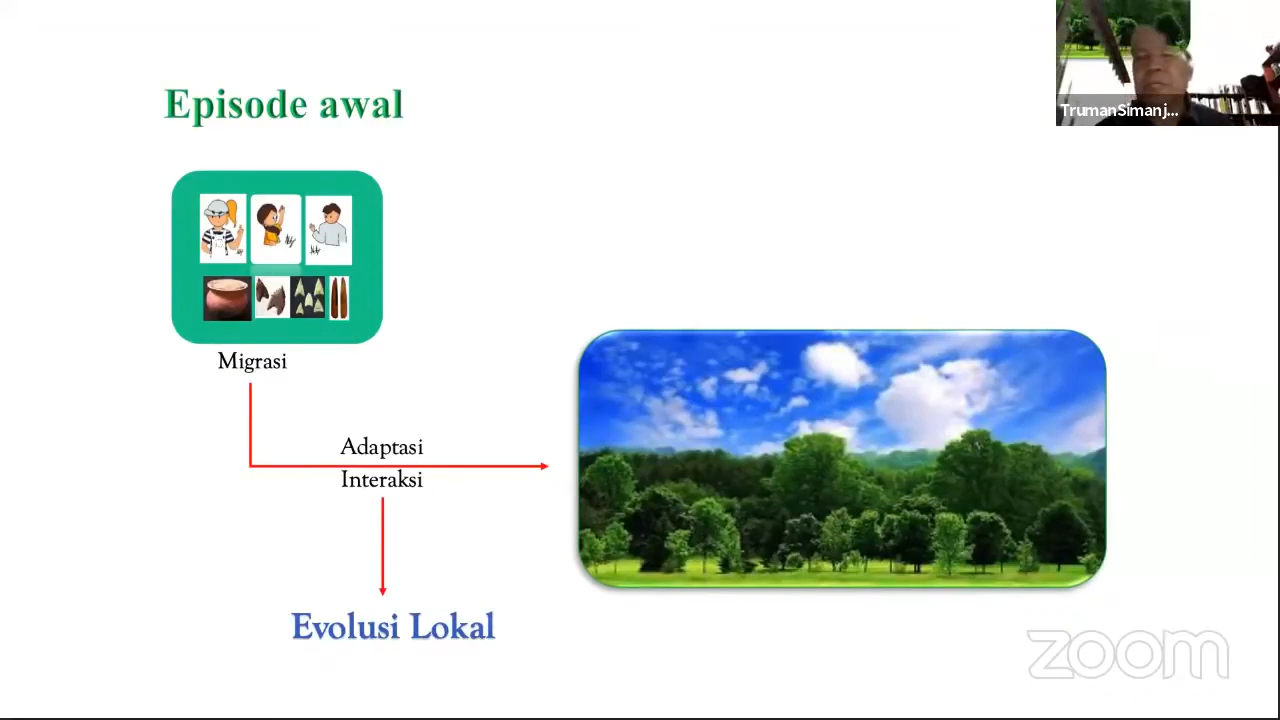 Episode awal
TrumanSimanj...
Migrasi
Adaptasi
Interaksi
Evolusi Lokal
zoom